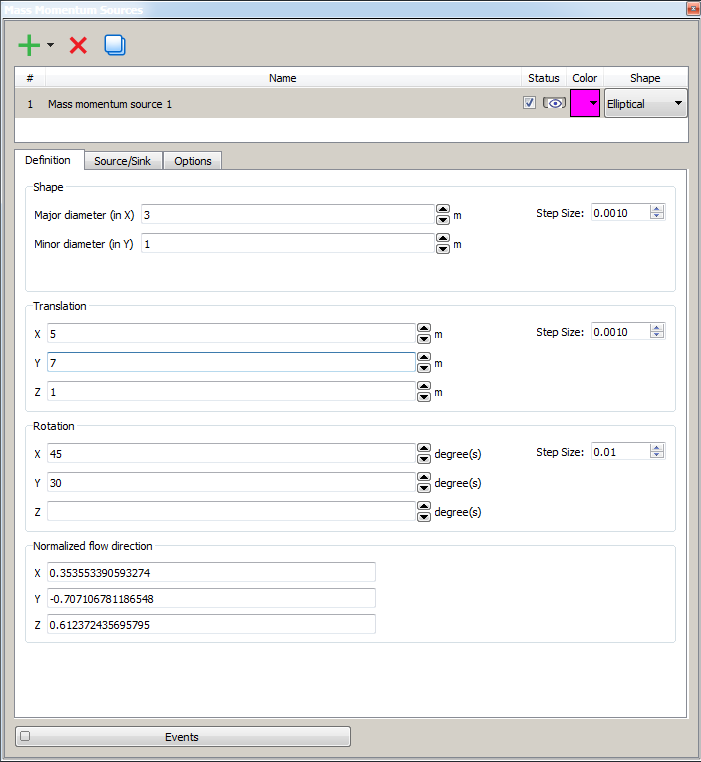 Mass Momentum Sources
# Name Status Color Shape
1 Mass momentum source 1 Elliptical
Definition Source/Sink Options
Shape
Major diameter (in X) 3 m Step Size: 0.0010
Minor diameter (in Y) 1 m
Translation
X 5 m Step Size: 0.0010
Y 7 m
Z 1 m
Rotation
X 45 degree(s) Step Size: 0.01
Y 30 degree(s)
Z degree(s)
Normalized flow direction
X 0.353553390593274
Y -0.707106781186548
Z 0.612372435695795
Events